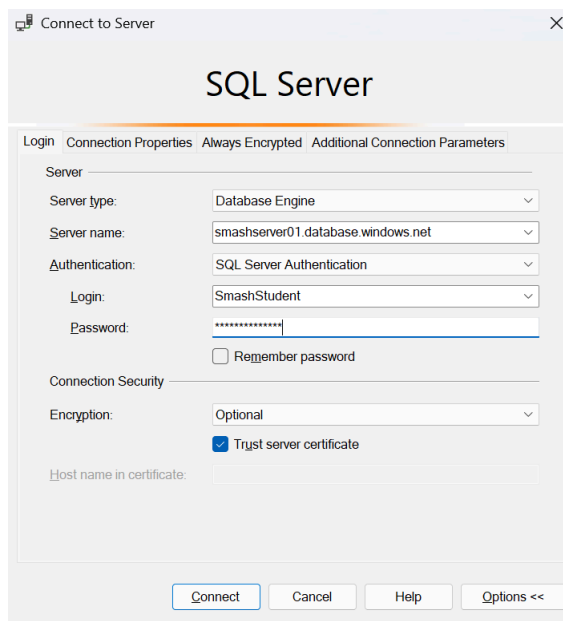 Connect to Server
SQL Server
Login Connection Properties Always Encrypted Additional Connection Parameters
Server
Server type: Database Engine
Server name: smashserver01.database.windows.net
Authentication: SQL Server Authentication
Login: SmashStudent
Password: **************
Remember password
Connection Security
Encryption: Optional
Trust server certificate
Host name in certificate:
Connect Cancel Help Options <<